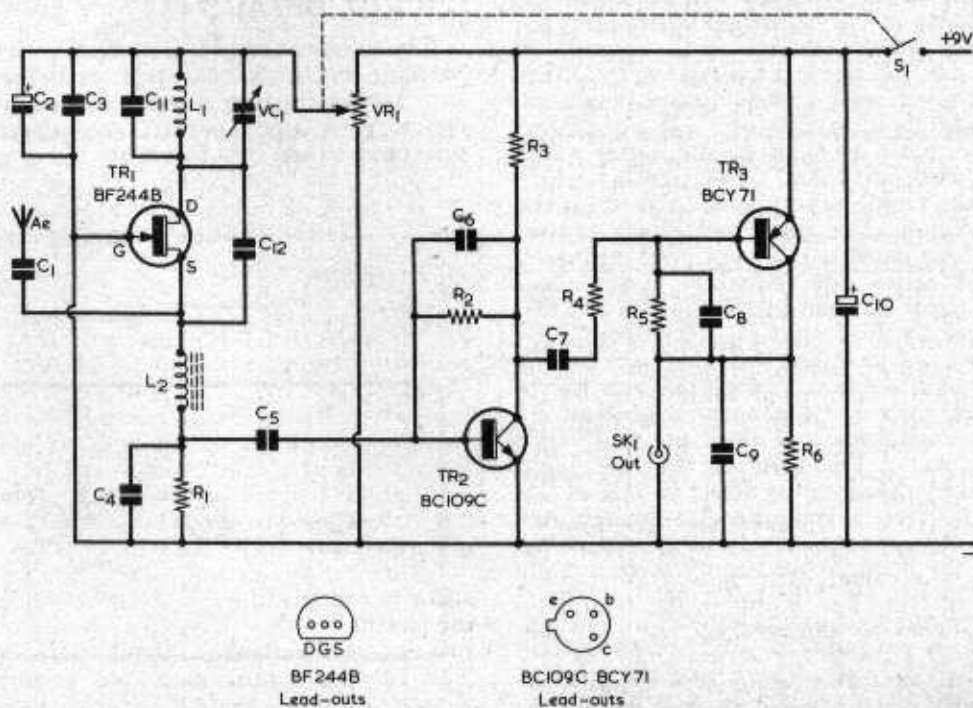 +9V
S1
C2
C3
C11
L1
VC1
VR1
R3
TR1
BF244B
TR3
BCY71
Ae
D
G
S
C1
C12
C6
R2
R4
R5
C8
C10
+
+
C7
L2
C5
SK1
Out
C9
R6
C4
R1
TR2
BC109C
–
D G S
BF244B
Lead-outs
e
b
c
BC109C BCY71
Lead-outs